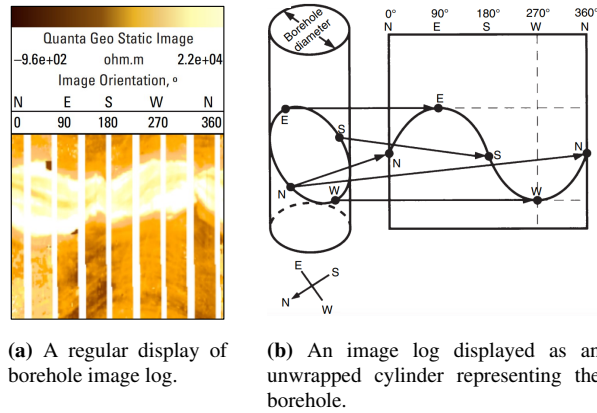 Quanta Geo Static Image
−9.6e+02 ohm.m 2.2e+04
Image Orientation, º
N E S W N
0 90 180 270 360
(a) A regular display of
borehole image log.
Borehole
diameter
0° 90° 180° 270° 360°
N E S W N
E
S
N
W
E
N
S
N
W
E
S
N
W
(b) An image log displayed as an
unwrapped cylinder representing the
borehole.